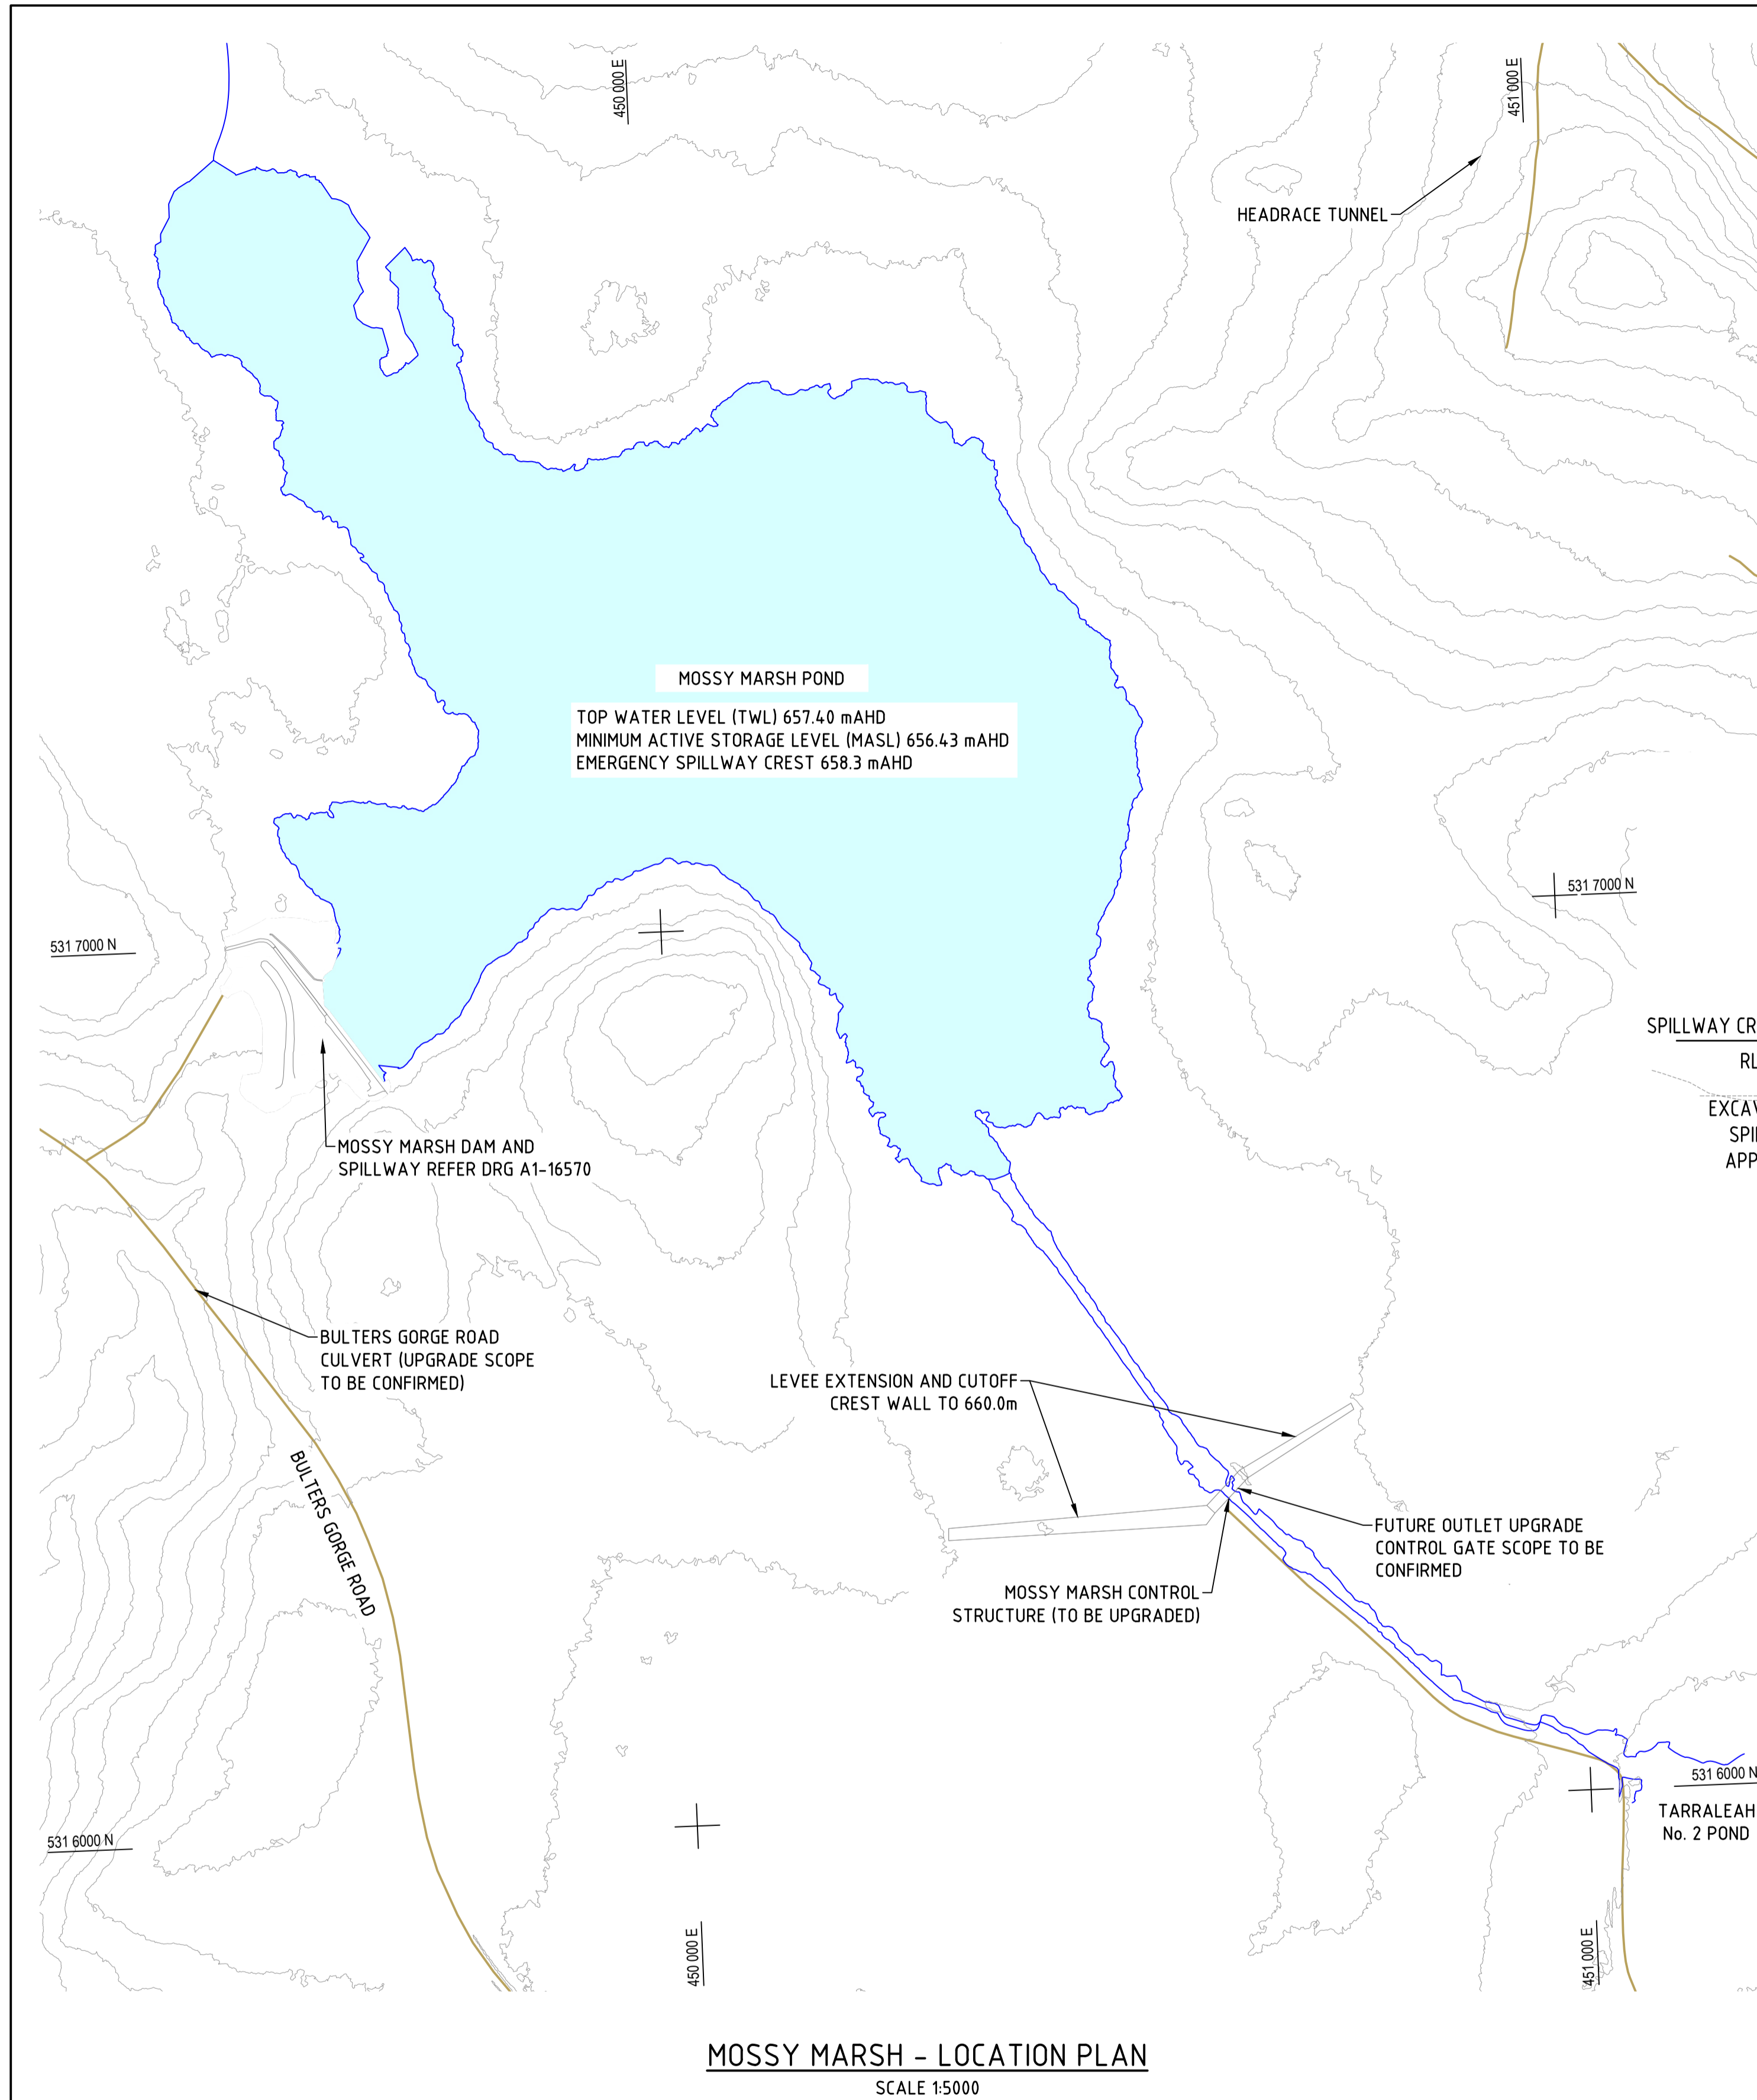 450 000 E
451 000 E
HEADRACE TUNNEL
MOSSY MARSH POND
TOP WATER LEVEL (TWL) 657.40 mAHD
MINIMUM ACTIVE STORAGE LEVEL (MASL) 656.43 mAHD
EMERGENCY SPILLWAY CREST 658.3 mAHD
531 7000 N
531 7000 N
SPILLWAY CR
RL
EXCAV
SPI
APP
MOSSY MARSH DAM AND
SPILLWAY REFER DRG A1-16570
BULTERS GORGE ROAD
CULVERT (UPGRADE SCOPE
TO BE CONFIRMED)
LEVEE EXTENSION AND CUTOFF
CREST WALL TO 660.0m
BULTERS GORGE ROAD
FUTURE OUTLET UPGRADE
CONTROL GATE SCOPE TO BE
CONFIRMED
MOSSY MARSH CONTROL
STRUCTURE (TO BE UPGRADED)
531 6000 N
TARRALEAH
No. 2 POND
531 6000 N
450 000 E
451 000 E
MOSSY MARSH - LOCATION PLAN
SCALE 1:5000